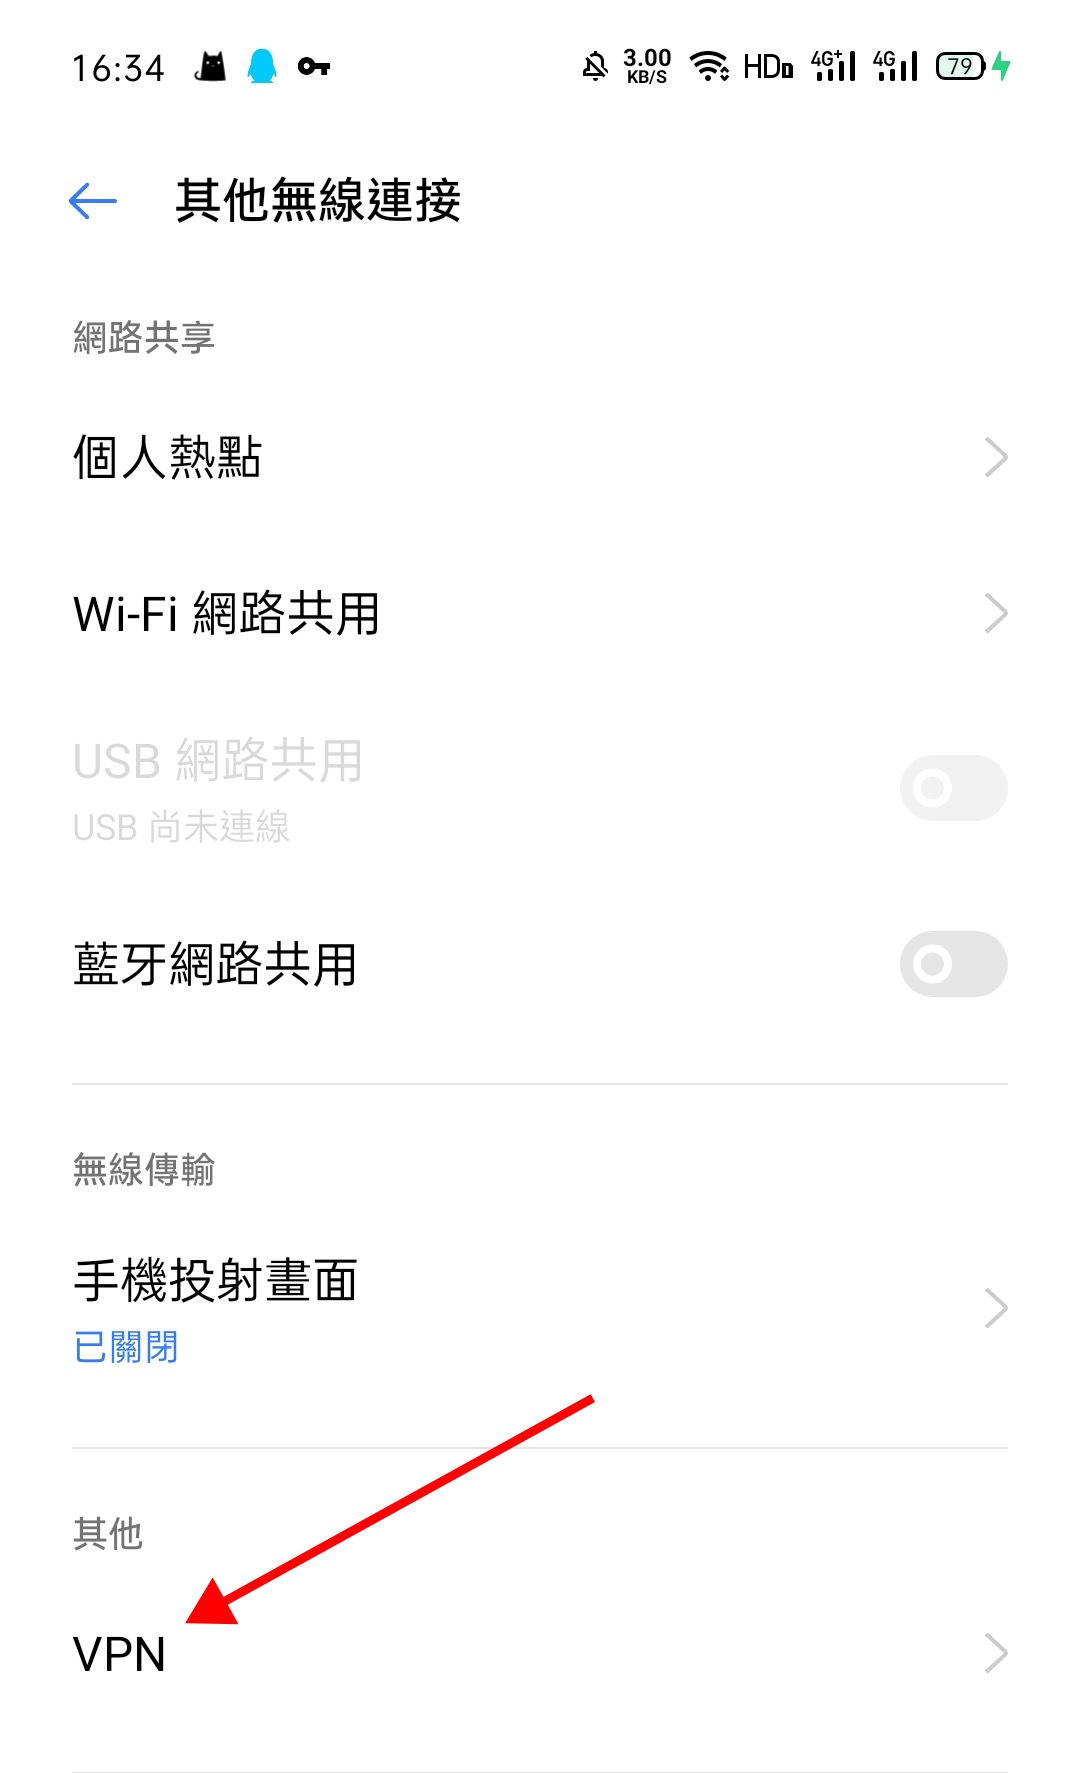 16:34
3.00
KB/S
HD
4G+
4G
79
其他無線連接
網路共享
個人熱點
Wi-Fi 網路共用
USB 網路共用
USB 尚未連線
藍牙網路共用
無線傳輸
手機投射畫面
已關閉
其他
VPN